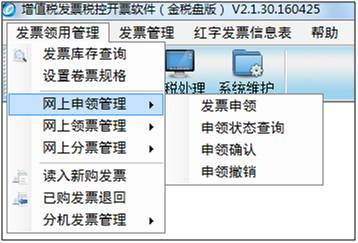 增值税发票税控开票软件（金税盘版） V2.1.30.160425
发票领用管理 发票管理 红字发票信息表 帮助
发票库存查询
设置卷票规格
税处理 系统维护
网上申领管理
网上领票管理
网上分票管理
读入新购发票
已购发票退回
分机发票管理
发票申领
申领状态查询
申领确认
申领撤销